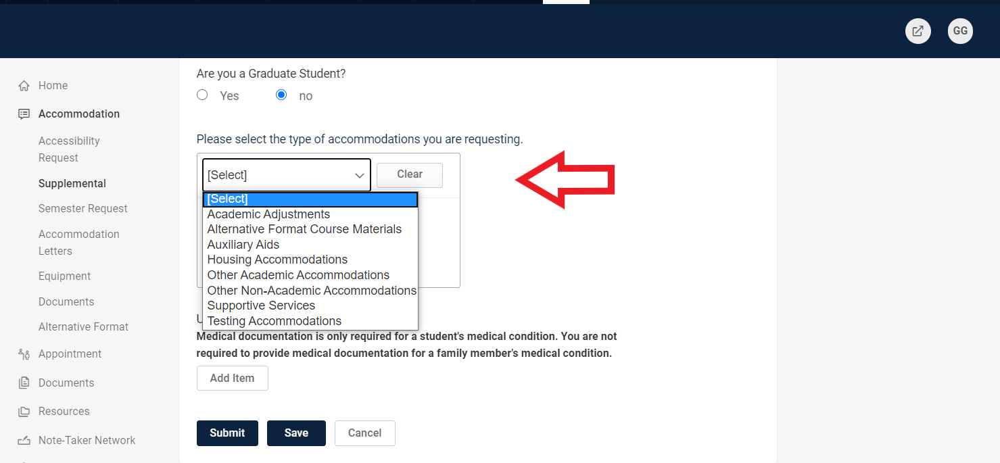 GG
Home
Accommodation
Accessibility
Request
Supplemental
Semester Request
Accommodation
Letters
Equipment
Documents
Alternative Format
Appointment
Documents
Resources
Note-Taker Network
Are you a Graduate Student?
Yes no
Please select the type of accommodations you are requesting.
[Select] Clear
[Select]
Academic Adjustments
Alternative Format Course Materials
Auxiliary Aids
Housing Accommodations
Other Academic Accommodations
Other Non-Academic Accommodations
Supportive Services
Testing Accommodations
Medical documentation is only required for a student's medical condition. You are not
required to provide medical documentation for a family member's medical condition.
Add Item
Submit Save Cancel